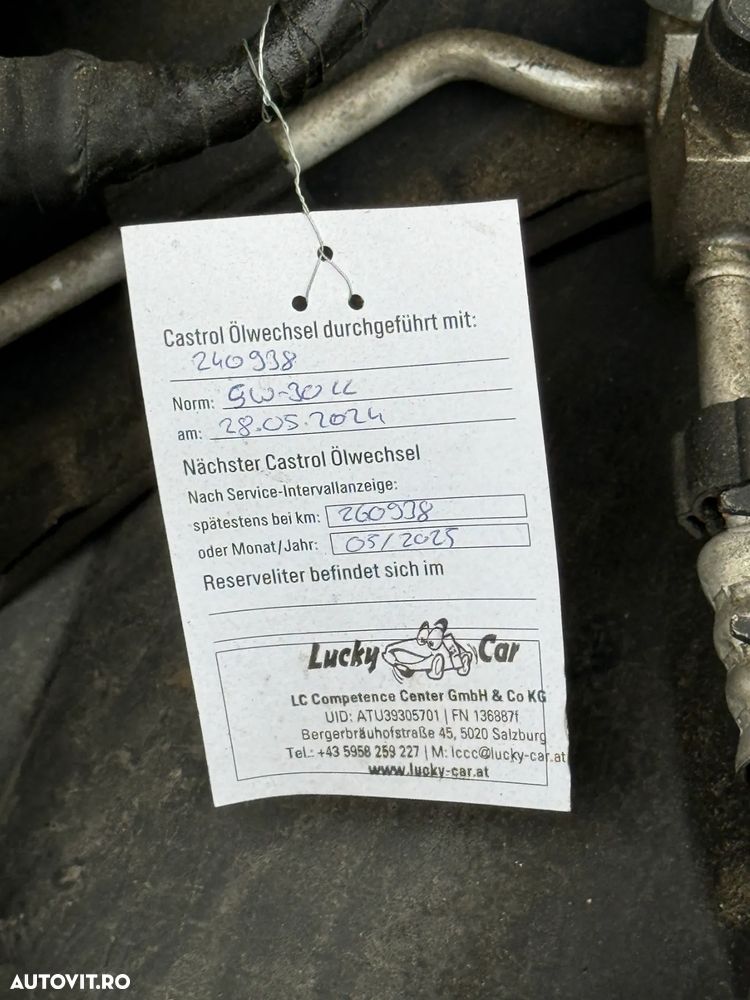 Castrol Ölwechsel durchgeführt mit:
240938
Norm: 5W-30 LL
am: 28.05.2024
Nächster Castrol Ölwechsel
Nach Service-Intervallanzeige:
spätestens bei km: 260938
oder Monat/Jahr: 05/2025
Reserveliter befindet sich im
Lucky Car
LC Competence Center GmbH & Co KG
UID: ATU39305701 | FN 136887f
Bergerbräuhofstraße 45, 5020 Salzburg
Tel.: +43 5958 259 227 | M: lccc@lucky-car.at
www.lucky-car.at
AUTOVIT.RO